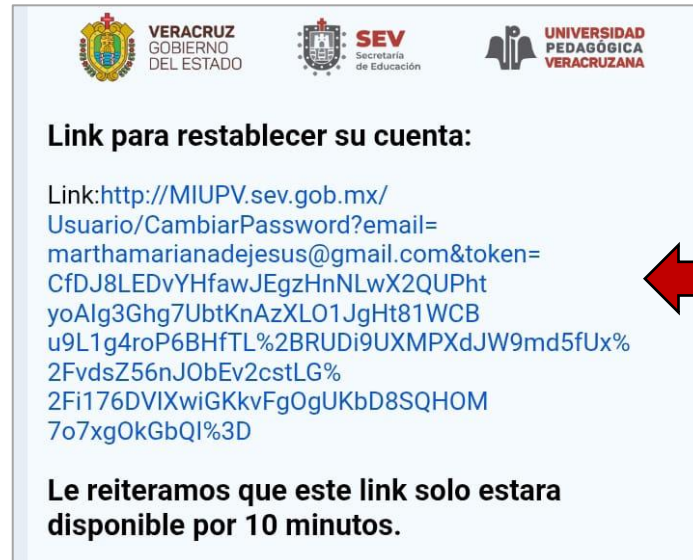 VERACRUZ
GOBIERNO
DEL ESTADO
SEV
Secretaría
de Educación
UNIVERSIDAD
PEDAGÓGICA
VERACRUZANA
Link para restablecer su cuenta:
Link:http://MIUPV.sev.gob.mx/
Usuario/CambiarPassword?email=
marthamarianadejesus@gmail.com&token=
CfDJ8LEDvYHfawJEgzHnNLwX2QUPht
yoAIg3Ghg7UbtKnAzXLO1JgHt81WCB
u9L1g4roP6BHfTL%2BRUDi9UXMPXdJW9md5fUx%
2FvdsZ56nJObEv2cstLG%
2Fi176DVIXwiGKkvFgOgUKbD8SQHOM
7o7xgOkGbQI%3D
Le reiteramos que este link solo estara
disponible por 10 minutos.